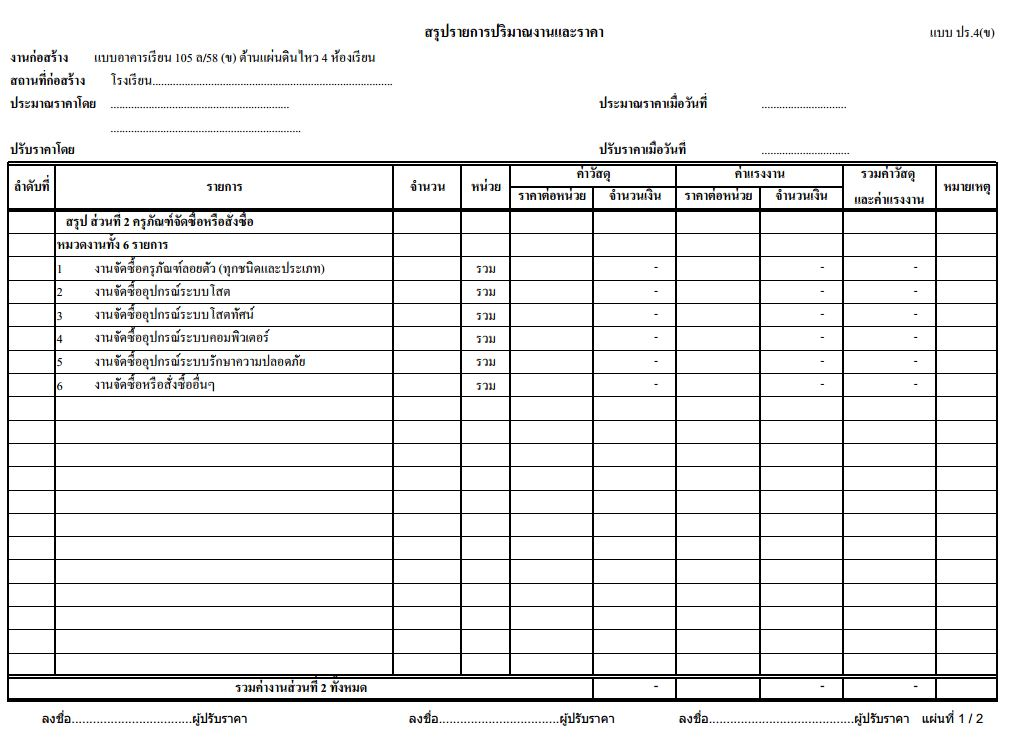 สรุปรายการปริมาณงานและราคา
แบบ ปร.4(ข)
งานก่อสร้าง แบบอาคารเรียน 105 ล/58 (ข) ต้านแผ่นดินไหว 4 ห้องเรียน
สถานที่ก่อสร้าง โรงเรียน................................................................................
ประมาณราคาโดย ............................................................ ประมาณราคาเมื่อวันที่ ............................
................................................................
ปรับราคาโดย ปรับราคาเมื่อวันที่ ..............................
ลำดับที่ รายการ จำนวน หน่วย ค่าวัสดุ ค่าแรงงาน รวมค่าวัสดุ หมายเหตุ
ราคาต่อหน่วย จำนวนเงิน ราคาต่อหน่วย จำนวนเงิน และค่าแรงงาน
สรุป ส่วนที่ 2 ครุภัณฑ์จัดซื้อหรือสั่งซื้อ
หมวดงานทั้ง 6 รายการ
1 งานจัดซื้อครุภัณฑ์ลอยตัว (ทุกชนิดและประเภท) รวม - - -
2 งานจัดซื้ออุปกรณ์ระบบโสต รวม - - -
3 งานจัดซื้ออุปกรณ์ระบบโสตทัศน์ รวม - - -
4 งานจัดซื้ออุปกรณ์ระบบคอมพิวเตอร์ รวม - - -
5 งานจัดซื้ออุปกรณ์ระบบรักษาความปลอดภัย รวม - - -
6 งานจัดซื้อหรือสั่งซื้ออื่นๆ รวม - - -
รวมค่างานส่วนที่ 2 ทั้งหมด - - -
ลงชื่อ.................................ผู้ปรับราคา ลงชื่อ.................................ผู้ปรับราคา ลงชื่อ........................................ผู้ปรับราคา แผ่นที่ 1 / 2